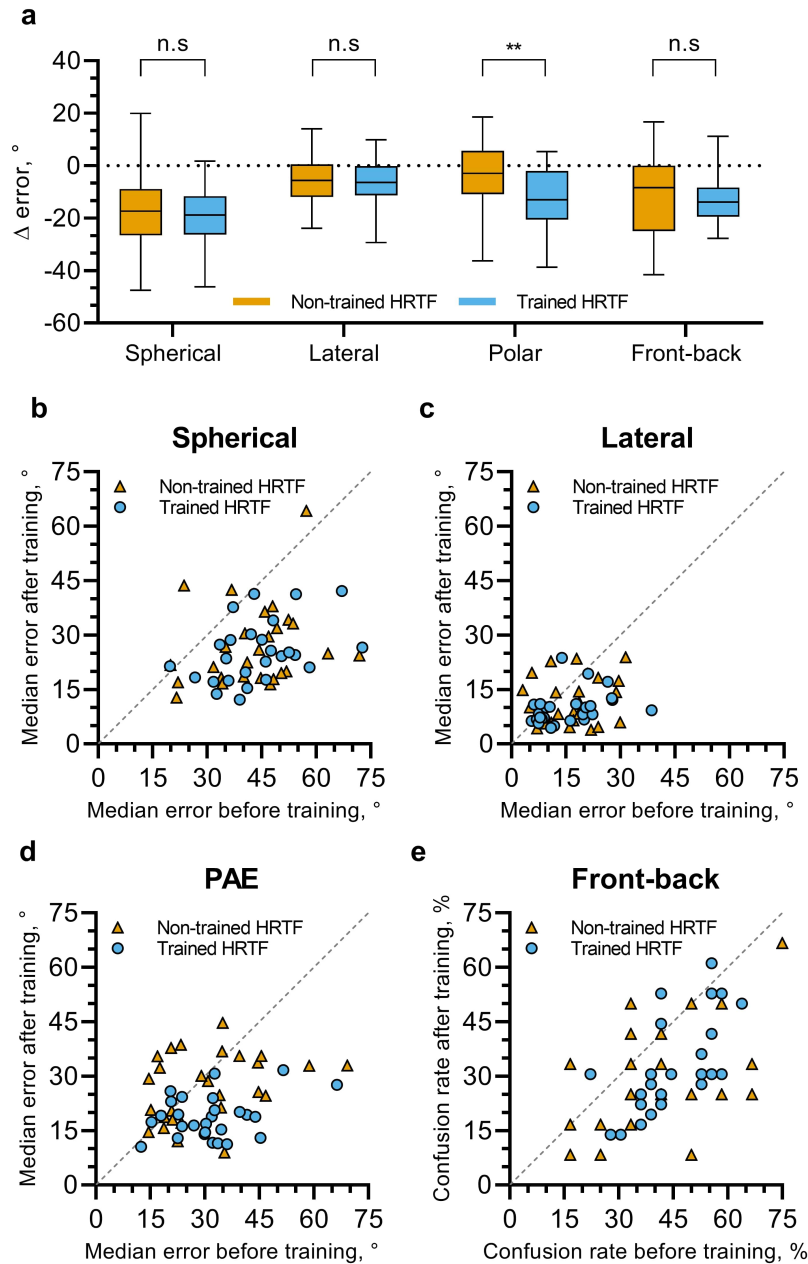 a
n.s n.s ** n.s
40
20
0
-20
-40
-60
Δ error, °
Non-trained HRTF Trained HRTF
Spherical Lateral Polar Front-back
b
Spherical
75
60
45
30
15
0
Median error after training, °
Non-trained HRTF
Trained HRTF
0 15 30 45 60 75
Median error before training, °
c
Lateral
75
60
45
30
15
0
Median error after training, °
Non-trained HRTF
Trained HRTF
0 15 30 45 60 75
Median error before training, °
d
PAE
75
60
45
30
15
0
Median error after training, °
Non-trained HRTF
Trained HRTF
0 15 30 45 60 75
Median error before training, °
e
Front-back
75
60
45
30
15
0
Confusion rate after training, %
Non-trained HRTF
Trained HRTF
0 15 30 45 60 75
Confusion rate before training, %